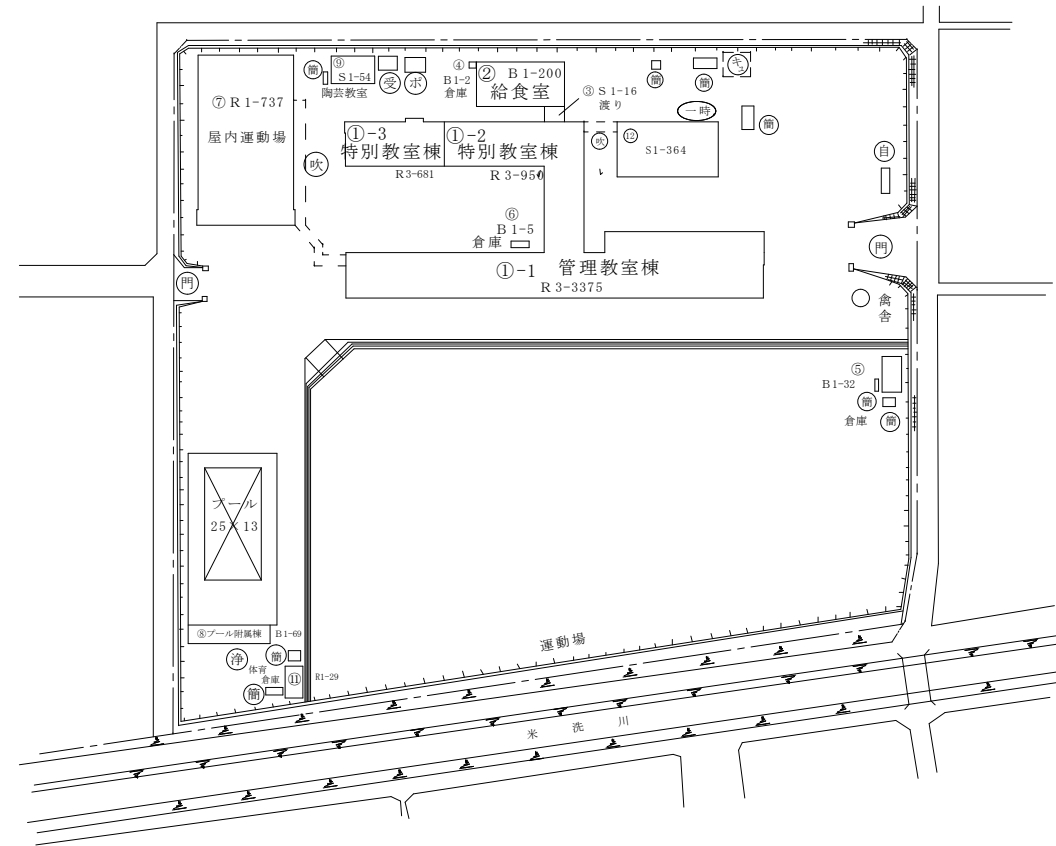 ⑨
S1-54
陶芸教室
簡
受
ポ
④
B1-2
倉庫
② B1-200
給食室
③ S1-16
渡り
簡
簡
キュ
一時
簡
⑦ R1-737
屋内運動場
吹
①-3
特別教室棟
R3-681
①-2
特別教室棟
R3-950
吹
⑫
S1-364
自
⑥
B1-5
倉庫
門
①-1 管理教室棟
R3-3375
門
禽舎
⑤
B1-32
簡
倉庫
簡
プール
25×13
⑧プール附属棟
B1-69
浄
簡
体育
倉庫
⑪
R1-29
簡
運動場
米洗川